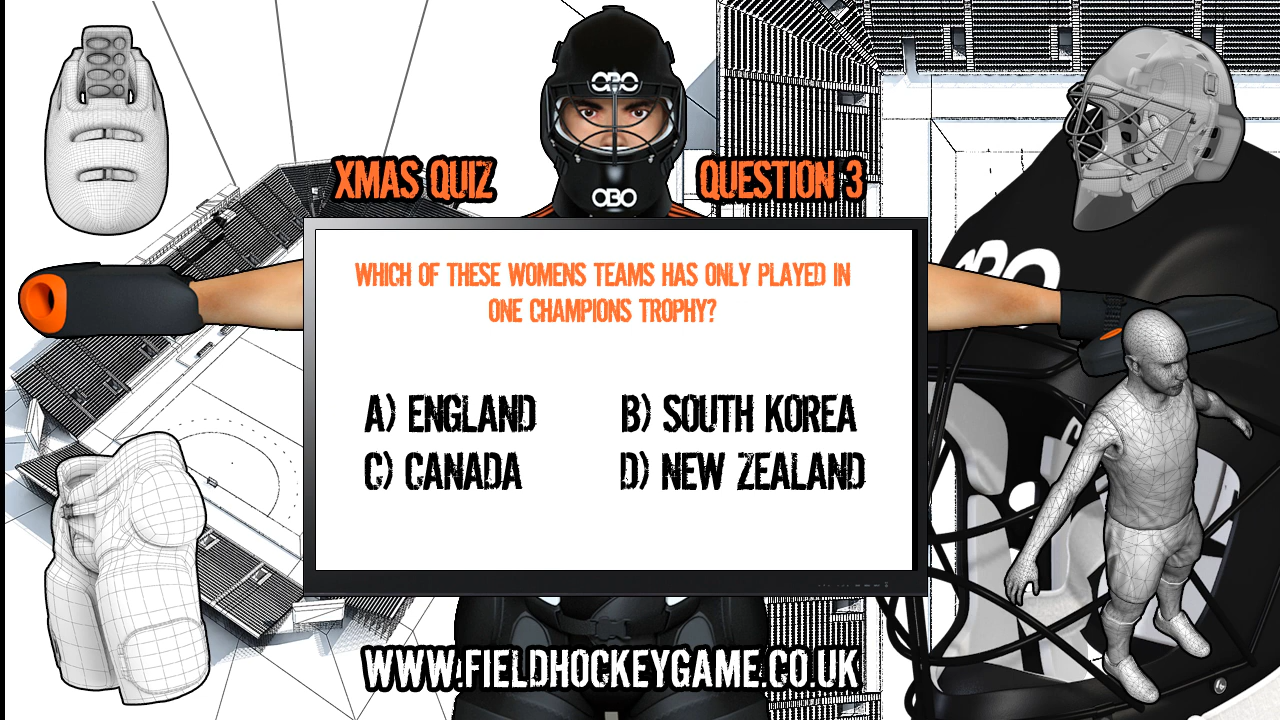 OBO
OBO
XMAS QUIZ QUESTION 3
OBO
WHICH OF THESE WOMENS TEAMS HAS ONLY PLAYED IN
ONE CHAMPIONS TROPHY?
A) ENGLAND B) SOUTH KOREA
C) CANADA D) NEW ZEALAND
WWW.FIELDHOCKEYGAME.CO.UK